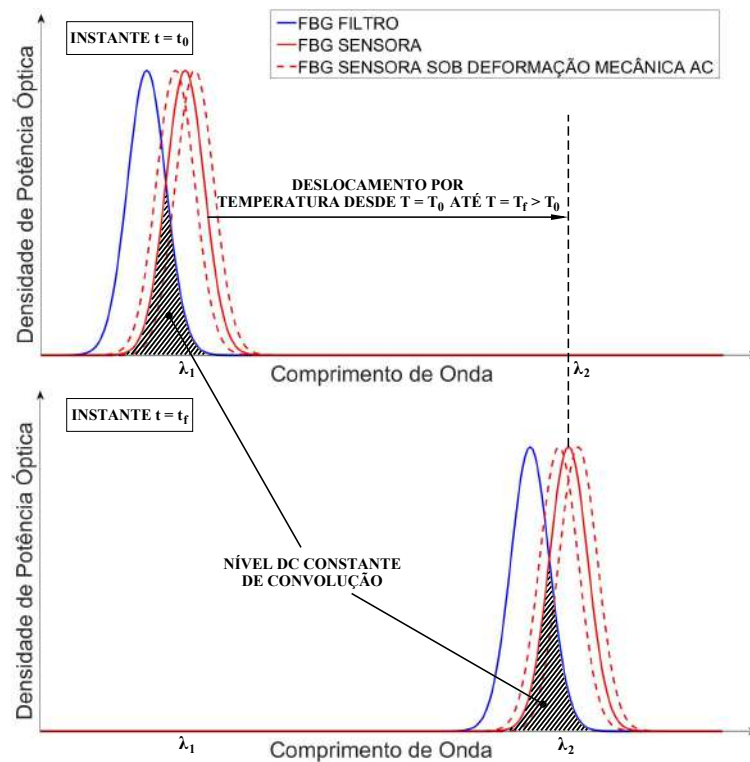 INSTANTE t = t₀
FBG FILTRO
FBG SENSORA
FBG SENSORA SOB DEFORMAÇÃO MECÂNICA AC
Densidade de Potência Óptica
DESLOCAMENTO POR
TEMPERATURA DESDE T = T₀ ATÉ T = T_f > T₀
λ₁
Comprimento de Onda
λ₂
INSTANTE t = t_f
Densidade de Potência Óptica
NÍVEL DC CONSTANTE
DE CONVOLUÇÃO
λ₁
Comprimento de Onda
λ₂